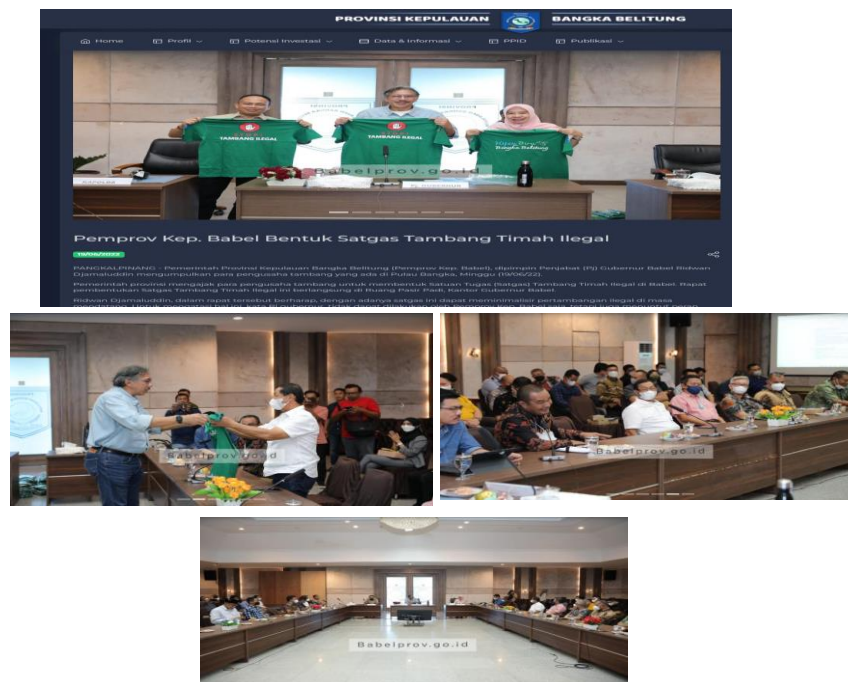 PROVINSI KEPULAUAN BANGKA BELITUNG
Home Profil Potensi Investasi Data & Informasi PPID Publikasi
TAMBANG ILEGAL
TAMBANG ILEGAL
Bangka Belitung
Babelprov.go.id
Pemprov Kep. Babel Bentuk Satgas Tambang Timah Ilegal
19/06/2022
PANGKALPINANG - Pemerintah Provinsi Kepulauan Bangka Belitung (Pemprov Kep. Babel), dipimpin Penjabat (Pj) Gubernur Babel Ridwan
Djamaluddin mengumpulkan para pengusaha tambang yang ada di Pulau Bangka, Minggu (19/06/22).
Pemerintah provinsi mengajak para pengusaha tambang untuk membentuk Satuan Tugas (Satgas) Tambang Timah Ilegal di Babel. Rapat
pembentukan Satgas Tambang Timah Ilegal ini berlangsung di Ruang Pasir Padi, Kantor Gubernur Babel.
Ridwan Djamaluddin, dalam rapat tersebut berharap, dengan adanya satgas ini dapat meminimalisir pertambangan ilegal di masa
Babelprov.go.id
Babelprov.go.id
Babelprov.go.id